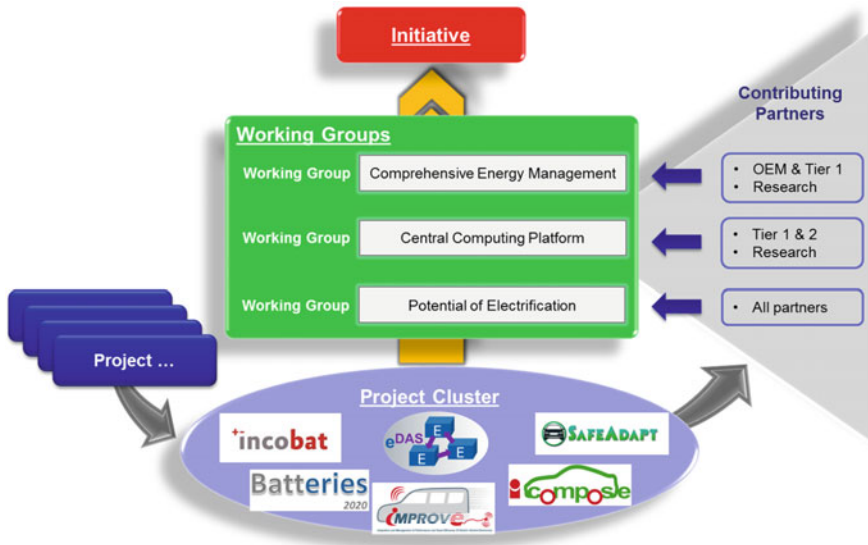 Initiative
Working Groups
Working Group
Comprehensive Energy Management
Working Group
Central Computing Platform
Working Group
Potential of Electrification
Contributing
Partners
• OEM & Tier 1
• Research
• Tier 1 & 2
• Research
• All partners
Project ...
Project Cluster
+- incobat
eDAS
E
E
E
SAFEADAPT
Batteries
2020
iMPROVE
icomposE